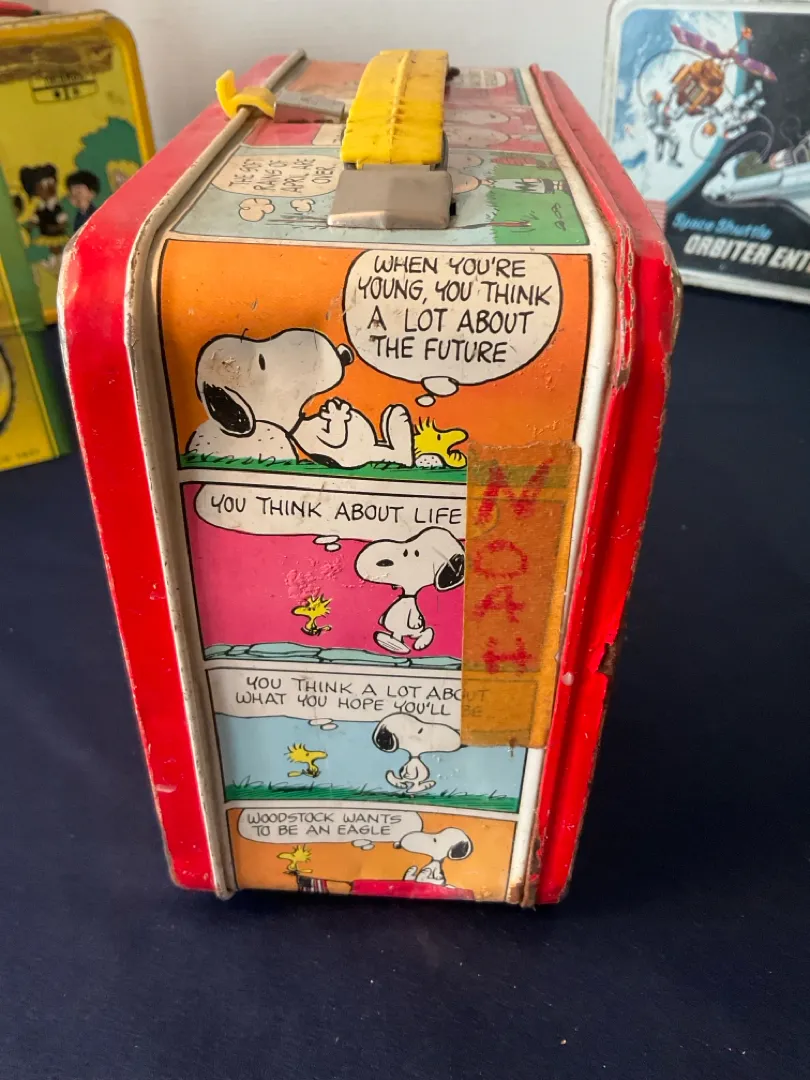 THE SOFT
RAINS OF
APRIL ARE
OVER
WHEN YOU'RE
YOUNG, YOU THINK
A LOT ABOUT
THE FUTURE
YOU THINK ABOUT LIFE
YOU THINK A LOT ABOUT
WHAT YOU HOPE YOU'LL BE
WOODSTOCK WANTS
TO BE AN EAGLE
Space Shuttle
ORBITER ENT